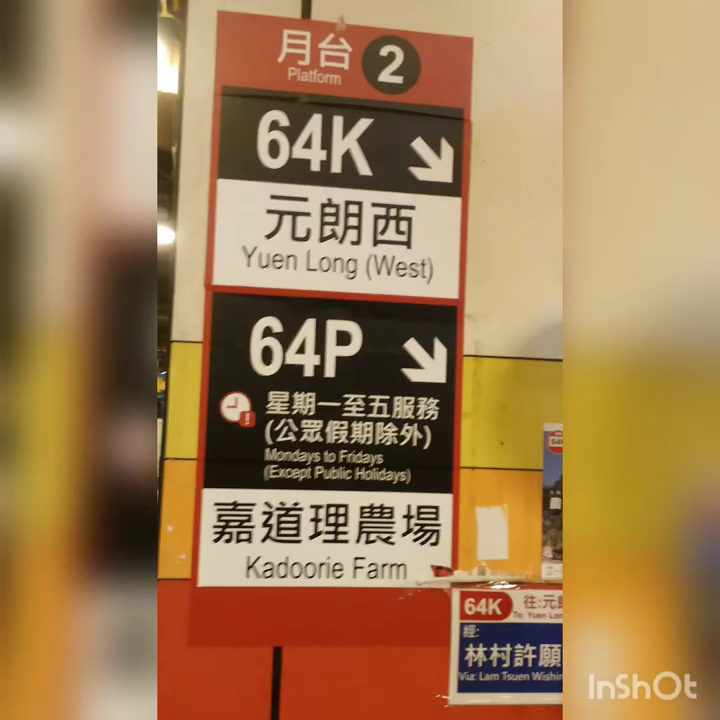 月台 2
Platform
64K
元朗西
Yuen Long (West)
64P
星期一至五服務
(公眾假期除外)
Mondays to Fridays
(Except Public Holidays)
嘉道理農場
Kadoorie Farm
64K 往:元
To: Yuen
經:
林村許願
Via: Lam Tsuen
InShOt